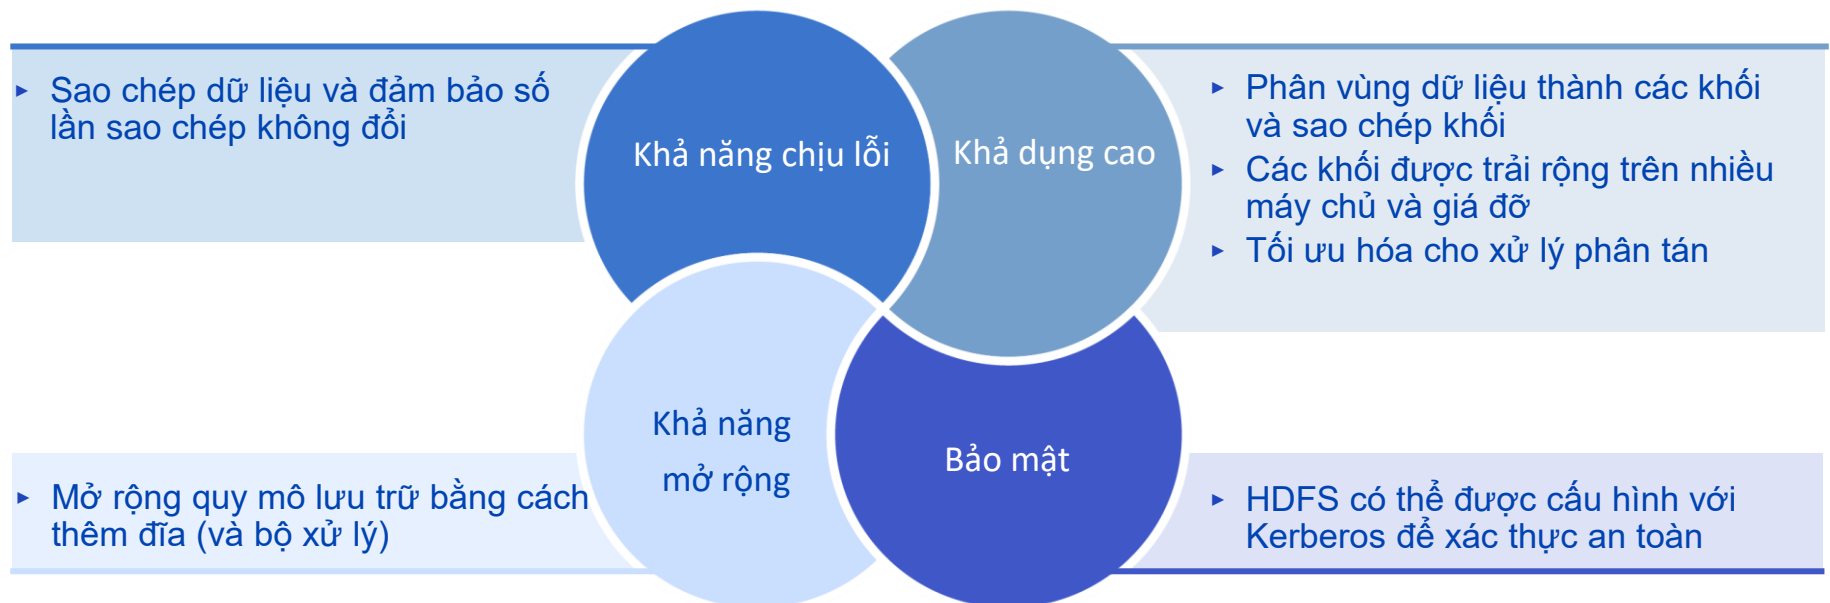 ► Sao chép dữ liệu và đảm bảo số
lần sao chép không đổi
Khả năng chịu lỗi
Khả dụng cao
► Phân vùng dữ liệu thành các khối
và sao chép khối
► Các khối được trải rộng trên nhiều
máy chủ và giá đỡ
► Tối ưu hóa cho xử lý phân tán
► Mở rộng quy mô lưu trữ bằng cách
thêm đĩa (và bộ xử lý)
Khả năng
mở rộng
Bảo mật
► HDFS có thể được cấu hình với
Kerberos để xác thực an toàn